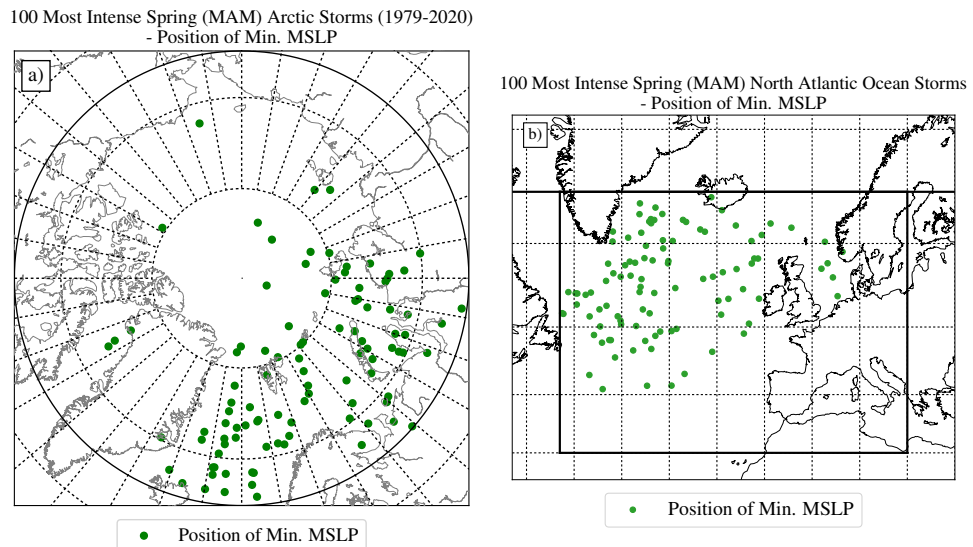 100 Most Intense Spring (MAM) Arctic Storms (1979-2020)
- Position of Min. MSLP
a)
Position of Min. MSLP
100 Most Intense Spring (MAM) North Atlantic Ocean Storms
- Position of Min. MSLP
b)
Position of Min. MSLP